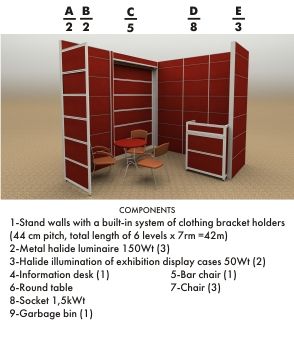 A B C D E
2 2 5 8 3
COMPONENTS
1-Stand walls with a built-in system of clothing bracket holders
(44 cm pitch, total length of 6 levels x 7rm =42m)
2-Metal halide luminaire 150Wt (3)
3-Halide illumination of exhibition display cases 50Wt (2)
4-Information desk (1) 5-Bar chair (1)
6-Round table 7-Chair (3)
8-Socket 1,5kWt
9-Garbage bin (1)